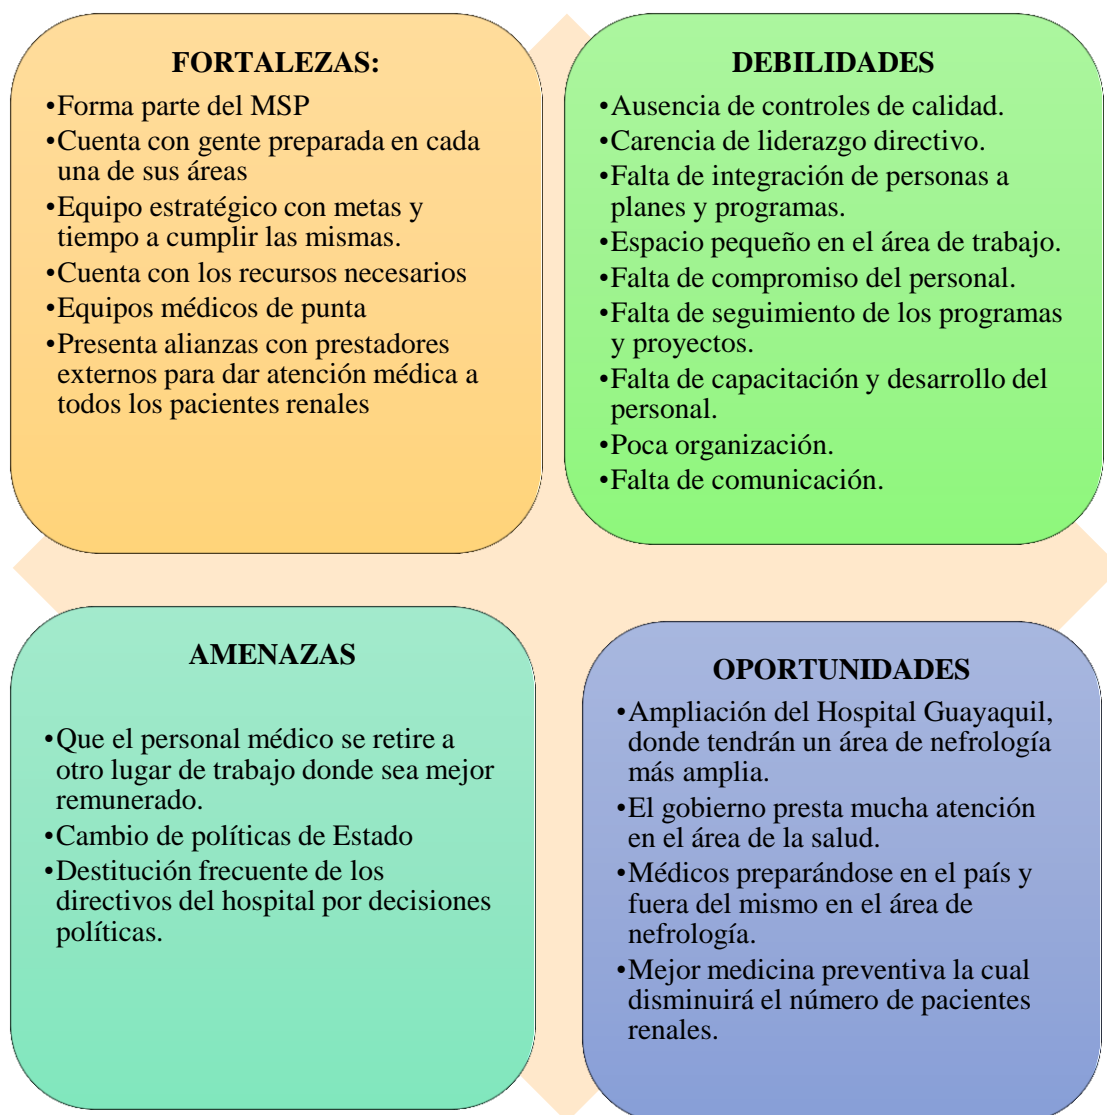 FORTALEZAS:
•Forma parte del MSP
•Cuenta con gente preparada en cada
una de sus áreas
•Equipo estratégico con metas y
tiempo a cumplir las mismas.
•Cuenta con los recursos necesarios
•Equipos médicos de punta
•Presenta alianzas con prestadores
externos para dar atención médica a
todos los pacientes renales
DEBILIDADES
•Ausencia de controles de calidad.
•Carencia de liderazgo directivo.
•Falta de integración de personas a
planes y programas.
•Espacio pequeño en el área de trabajo.
•Falta de compromiso del personal.
•Falta de seguimiento de los programas
y proyectos.
•Falta de capacitación y desarrollo del
personal.
•Poca organización.
•Falta de comunicación.
AMENAZAS
•Que el personal médico se retire a
otro lugar de trabajo donde sea mejor
remunerado.
•Cambio de políticas de Estado
•Destitución frecuente de los
directivos del hospital por decisiones
políticas.
OPORTUNIDADES
•Ampliación del Hospital Guayaquil,
donde tendrán un área de nefrología
más amplia.
•El gobierno presta mucha atención
en el área de la salud.
•Médicos preparándose en el país y
fuera del mismo en el área de
nefrología.
•Mejor medicina preventiva la cual
disminuirá el número de pacientes
renales.